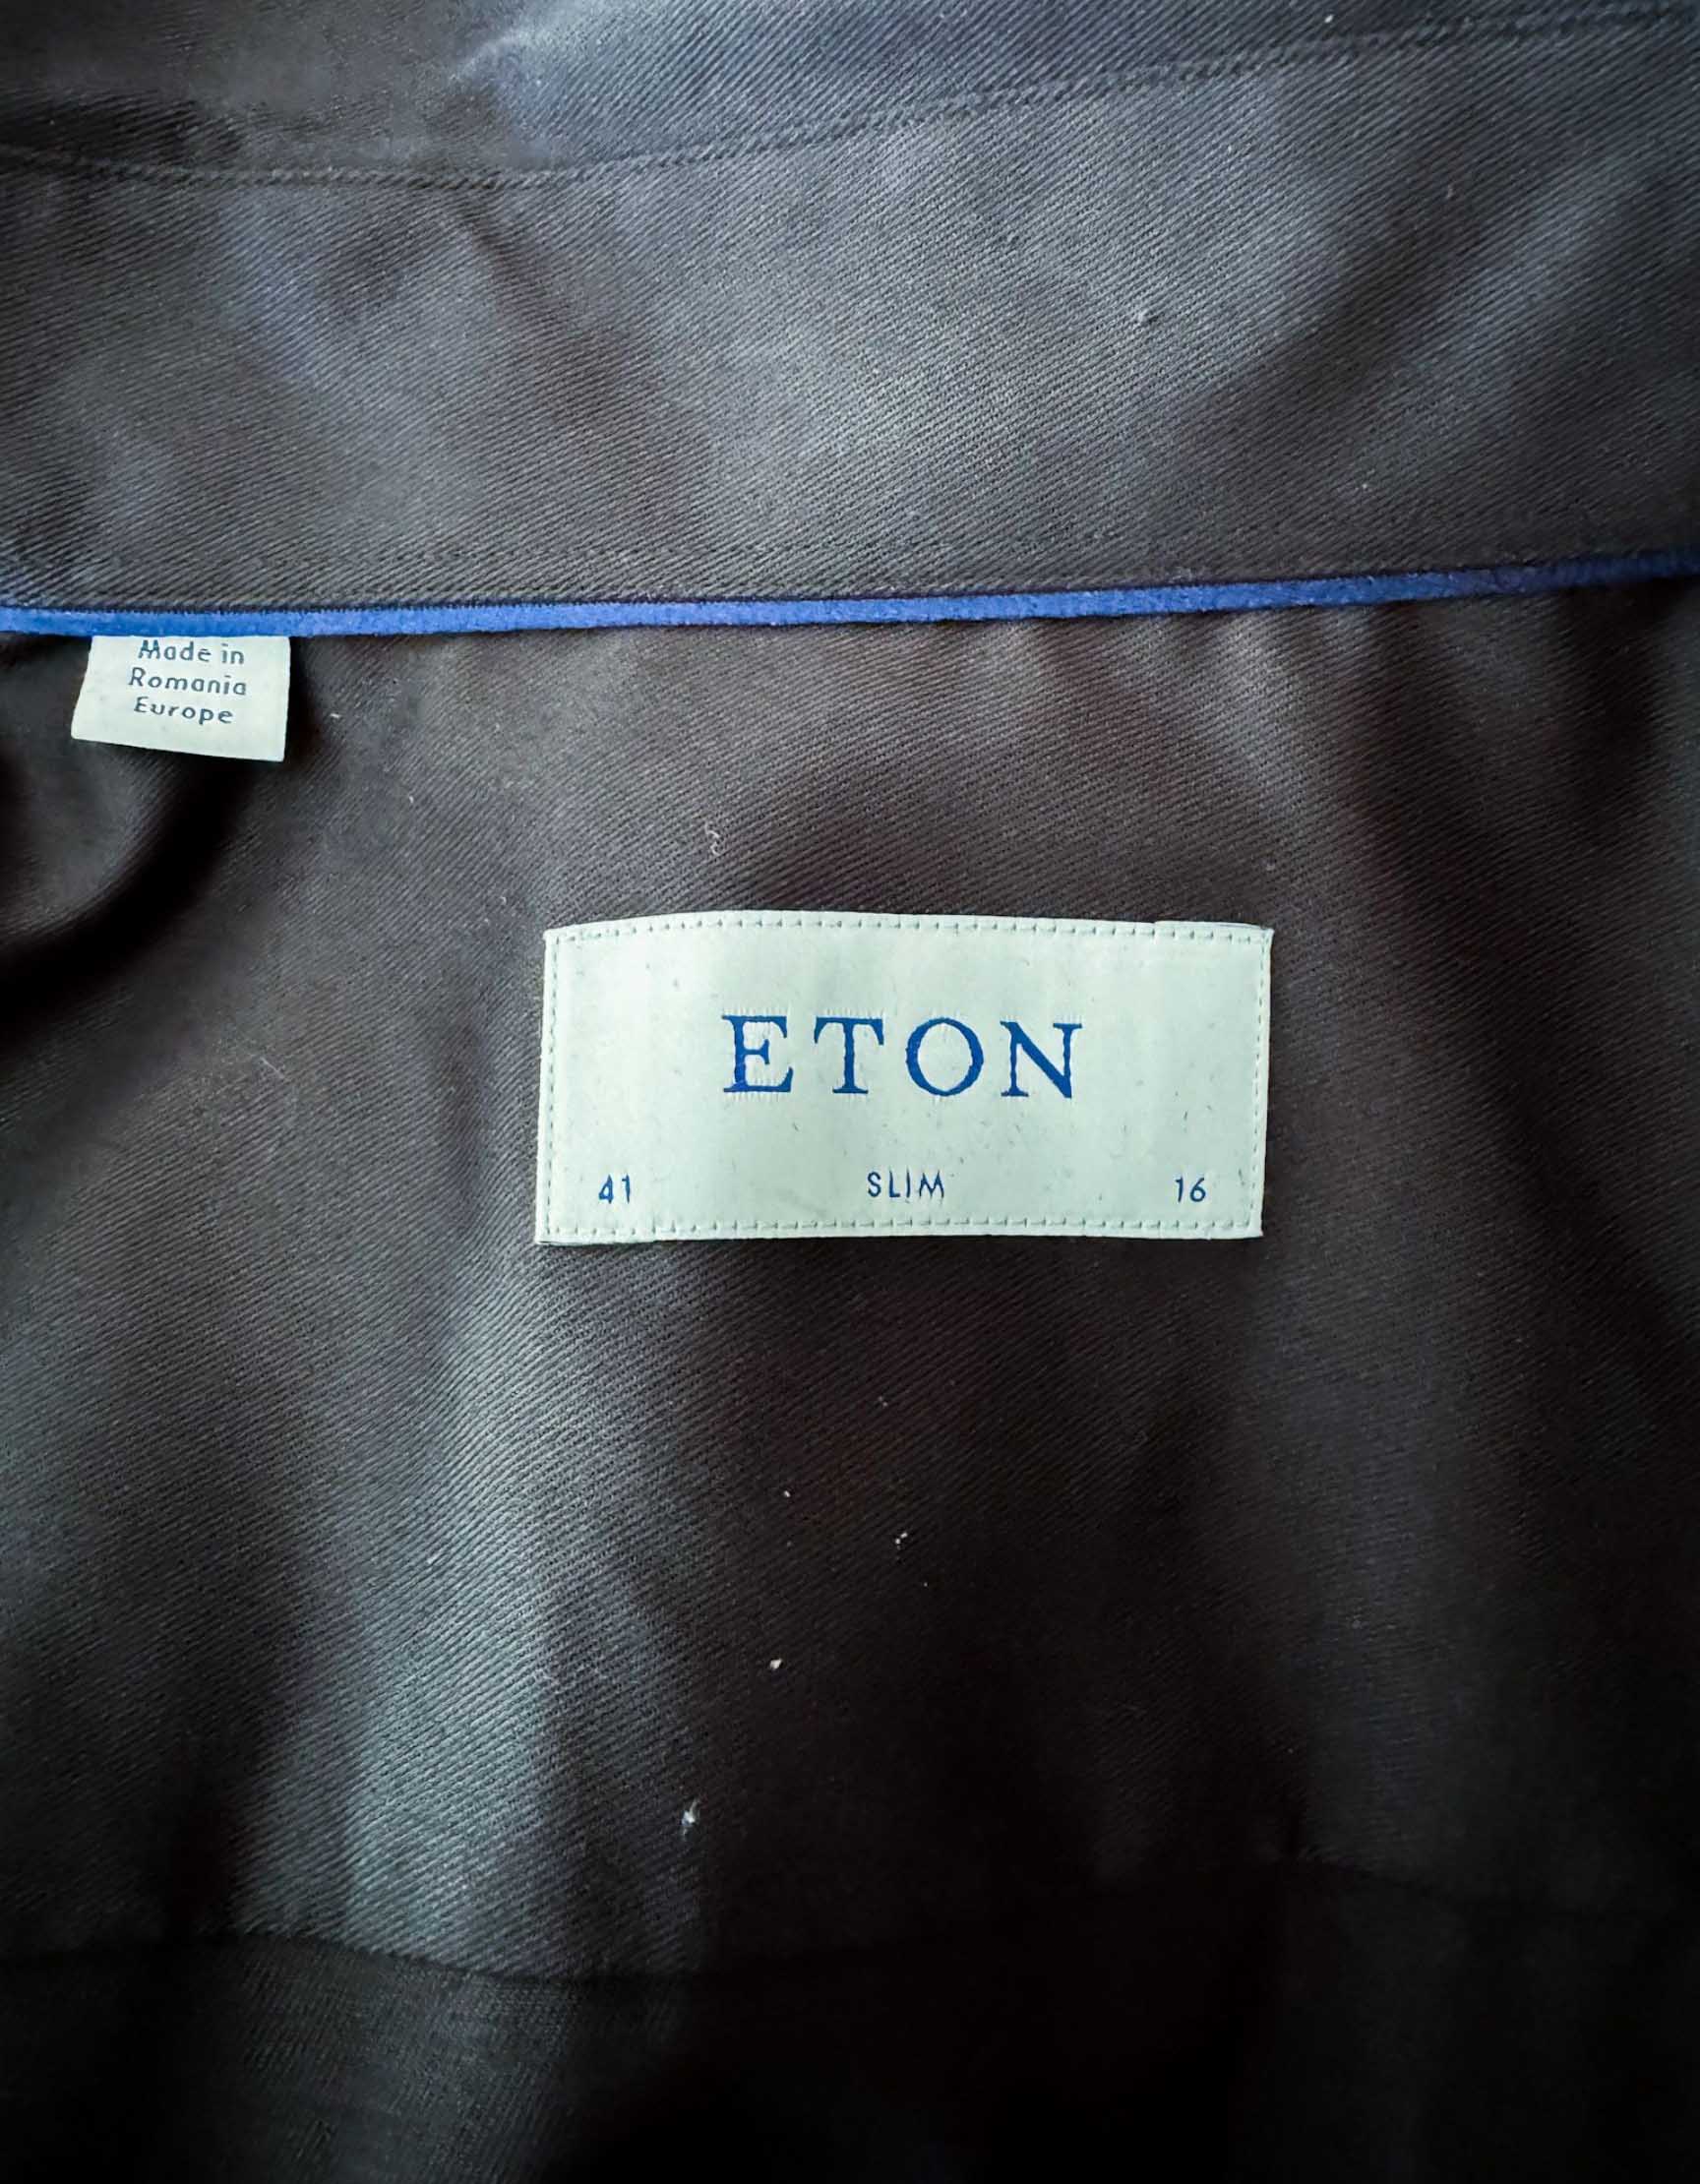 Made in
Romania
Europe
ETON
41 SLIM 16